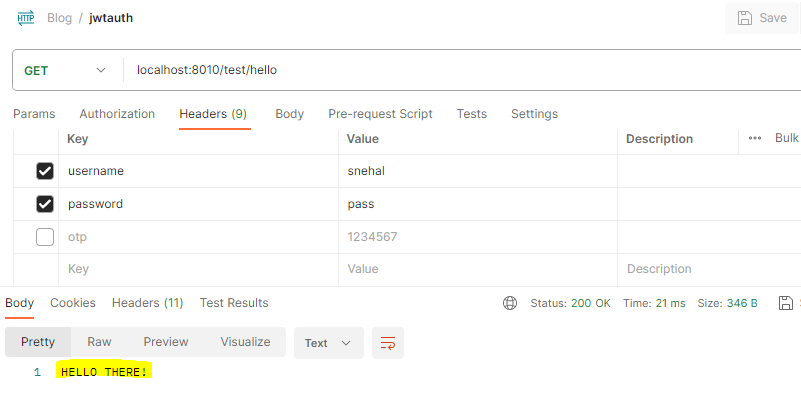 HTTP Blog / jwtauth Save
GET localhost:8010/test/hello
Params Authorization Headers (9) Body Pre-request Script Tests Settings
Key Value Description ••• Bulk
username snehal
password pass
otp 1234567
Key Value Description
Body Cookies Headers (11) Test Results Status: 200 OK Time: 21 ms Size: 346 B
Pretty Raw Preview Visualize Text
1 HELLO THERE!